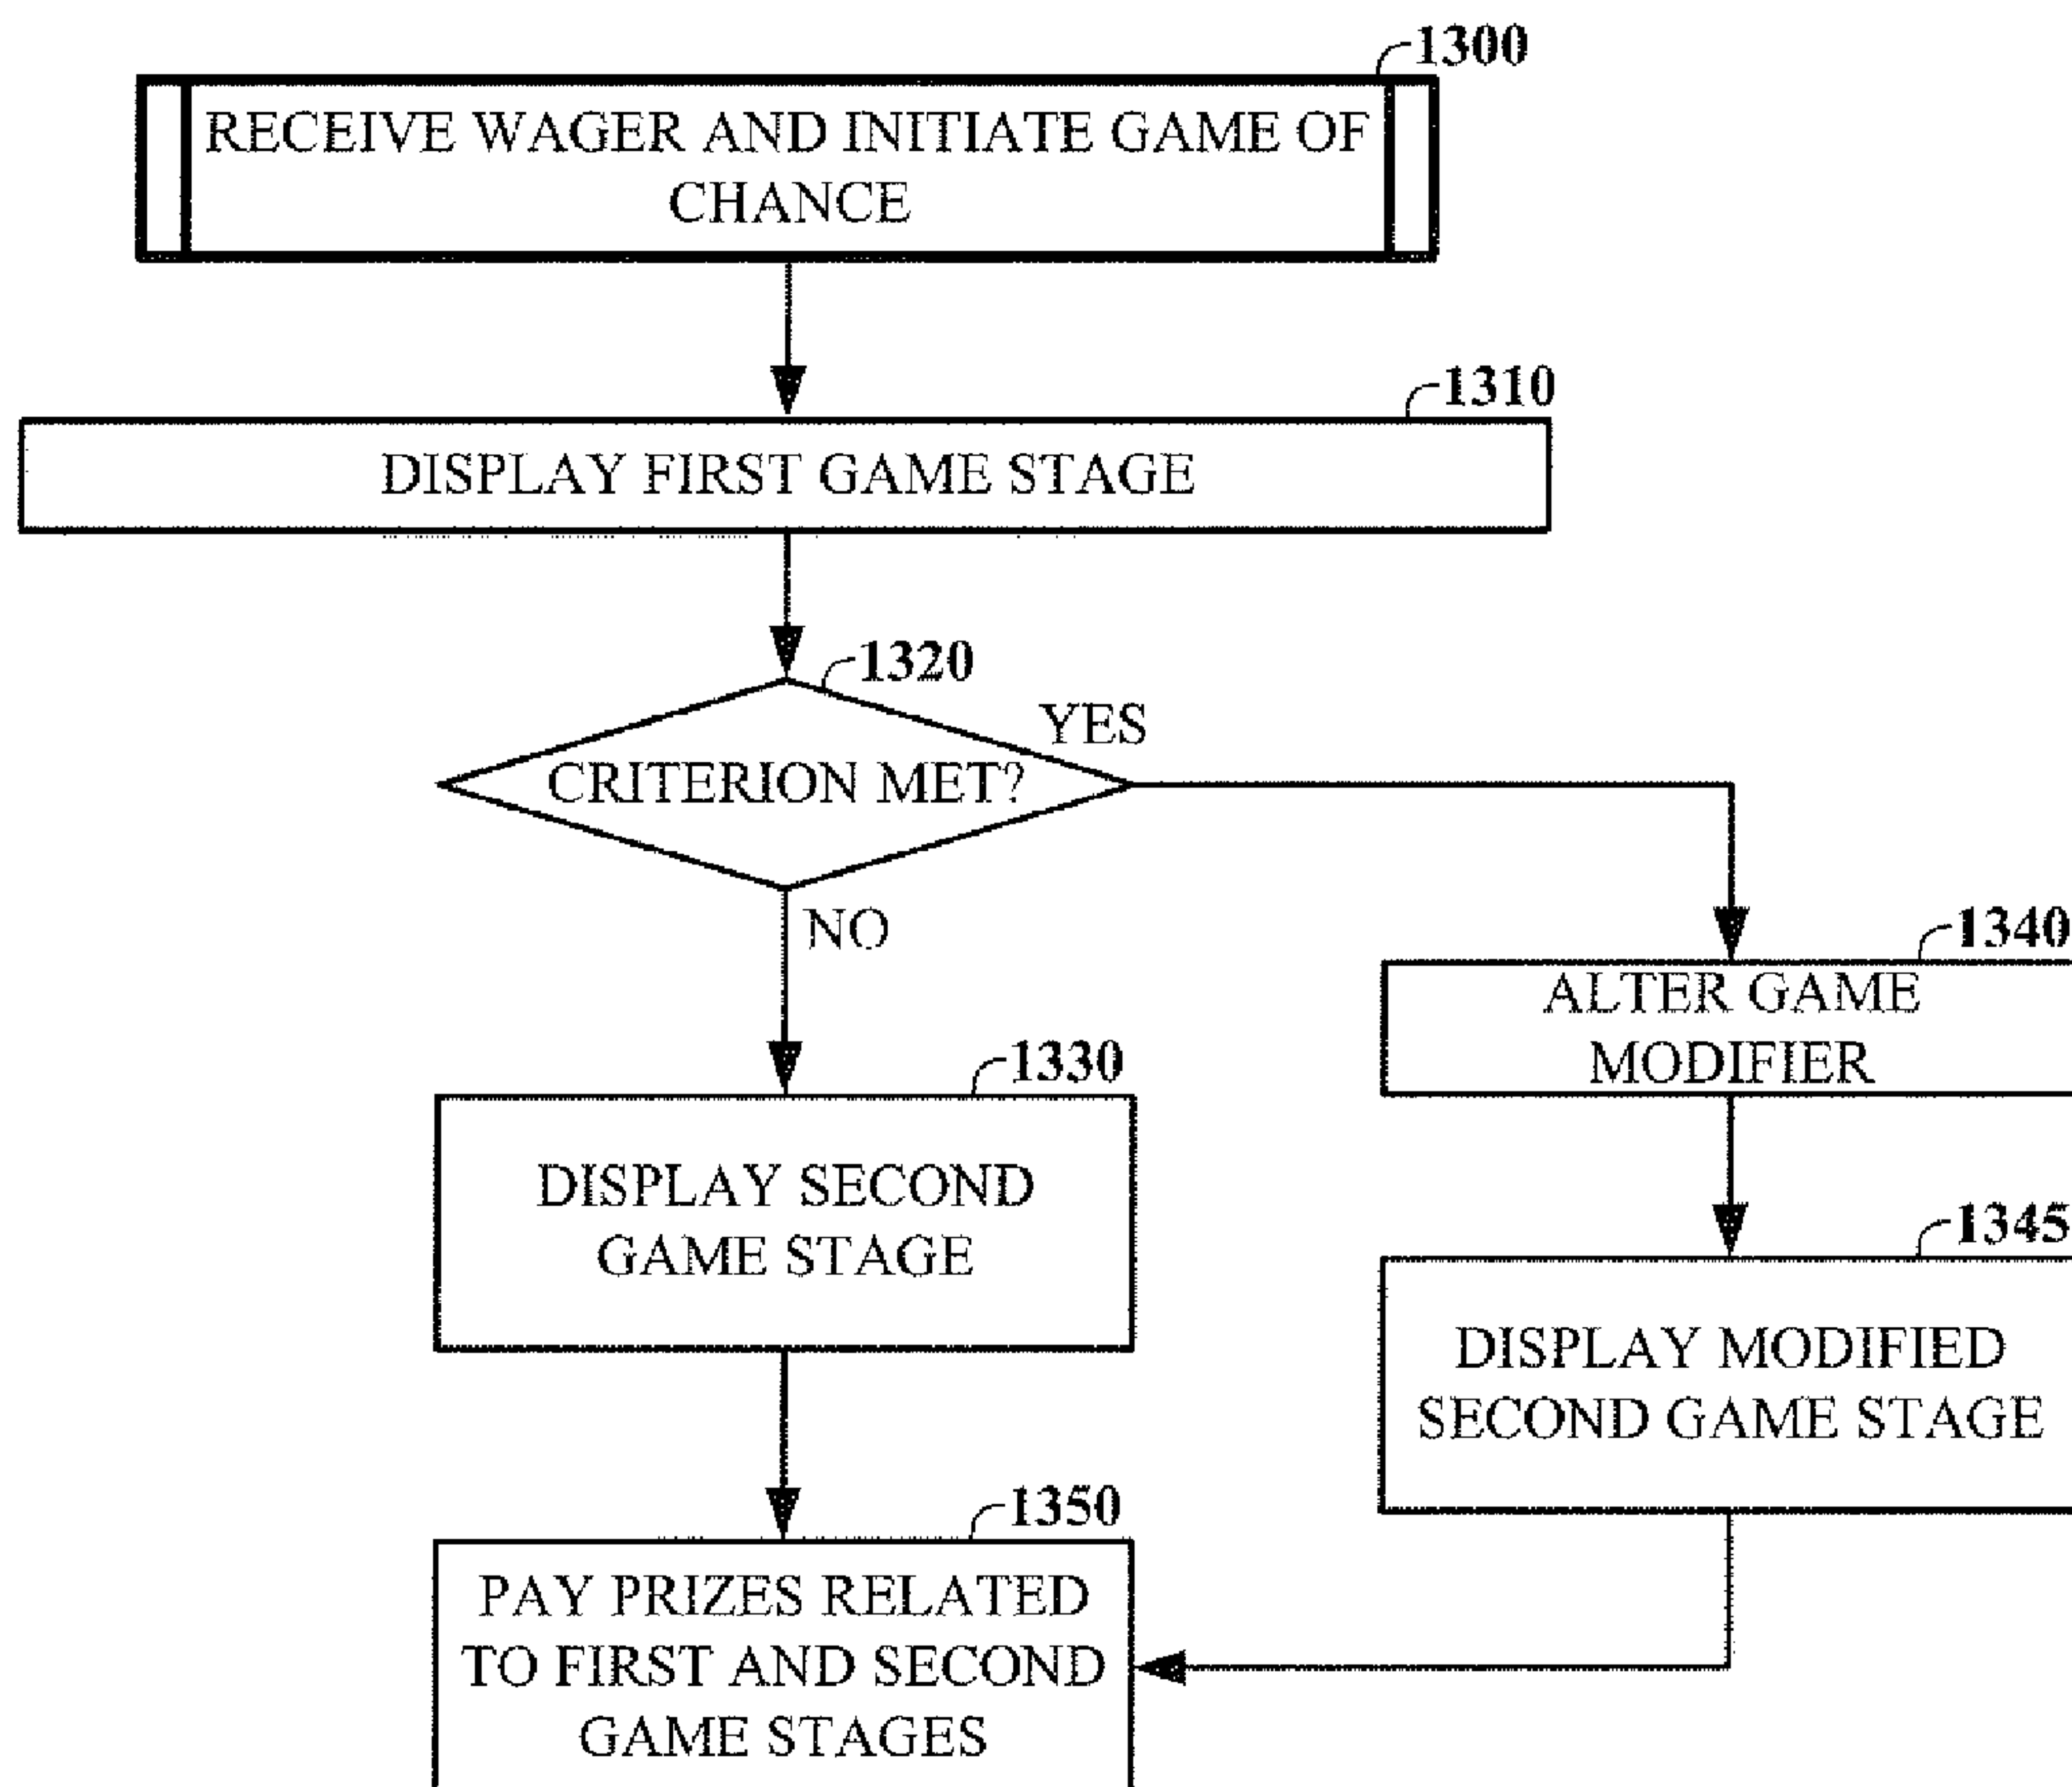 1300
RECEIVE WAGER AND INITIATE GAME OF
CHANCE
1310
DISPLAY FIRST GAME STAGE
1320
YES
CRITERION MET?
NO
1340
ALTER GAME
MODIFIER
1330
DISPLAY SECOND
GAME STAGE
1345
DISPLAY MODIFIED
SECOND GAME STAGE
1350
PAY PRIZES RELATED
TO FIRST AND SECOND
GAME STAGES